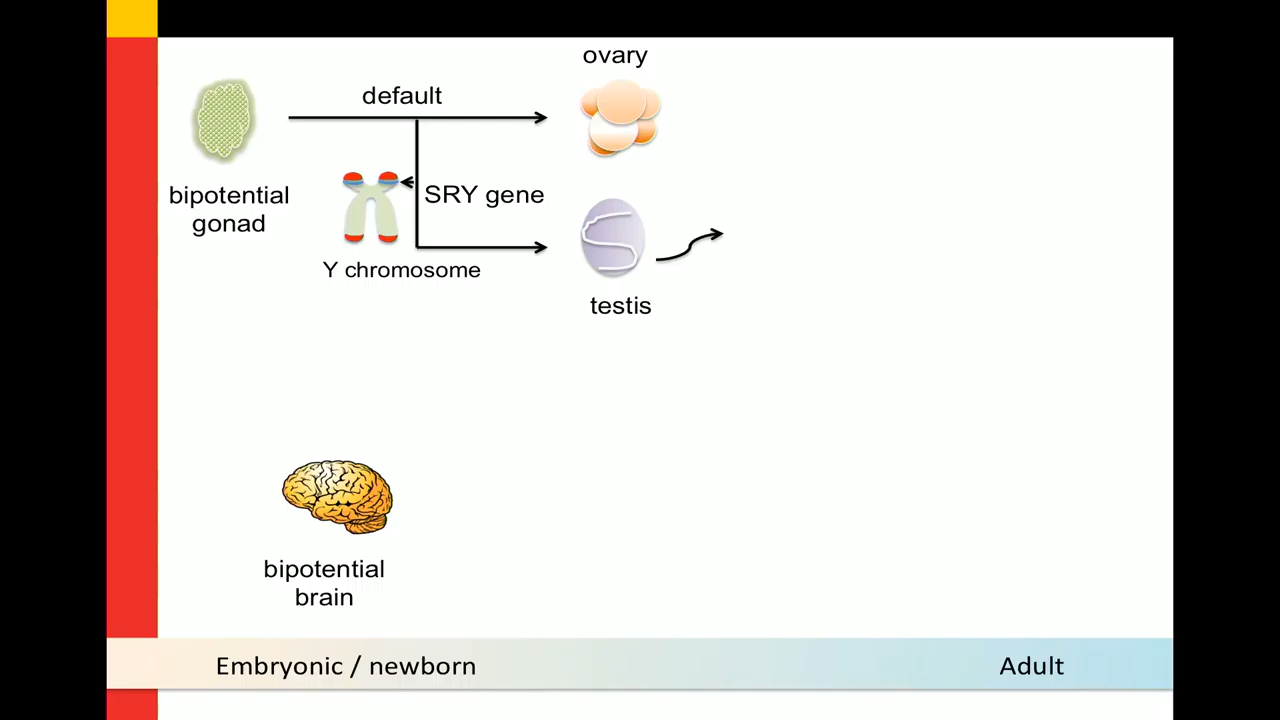 ovary
default
bipotential
gonad
SRY gene
Y chromosome
testis
bipotential
brain
Embryonic / newborn
Adult